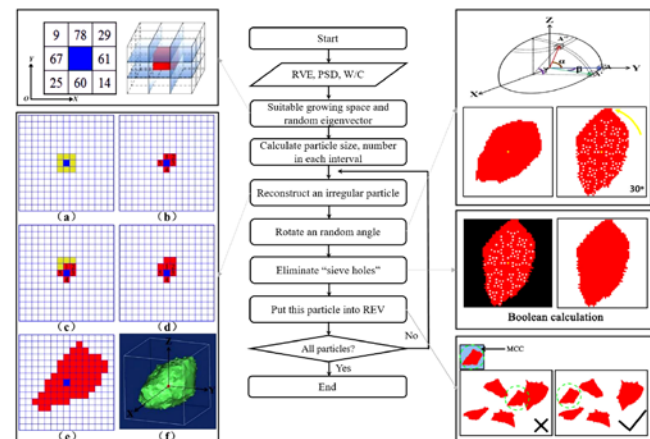 9 78 29
67 61
25 60 14
Y
O
X
(a)
(b)
(c)
(d)
(e)
(f)
Z
Y
X
Start
RVE, PSD, W/C
Suitable growing space and
random eigenvector
Calculate particle size, number
in each interval
Reconstruct an irregular particle
Rotate an random angle
Eliminate “sieve holes”
Put this particle into REV
All particles?
No
Yes
End
Z
Y
X
α
β
30°
Boolean calculation
MCC